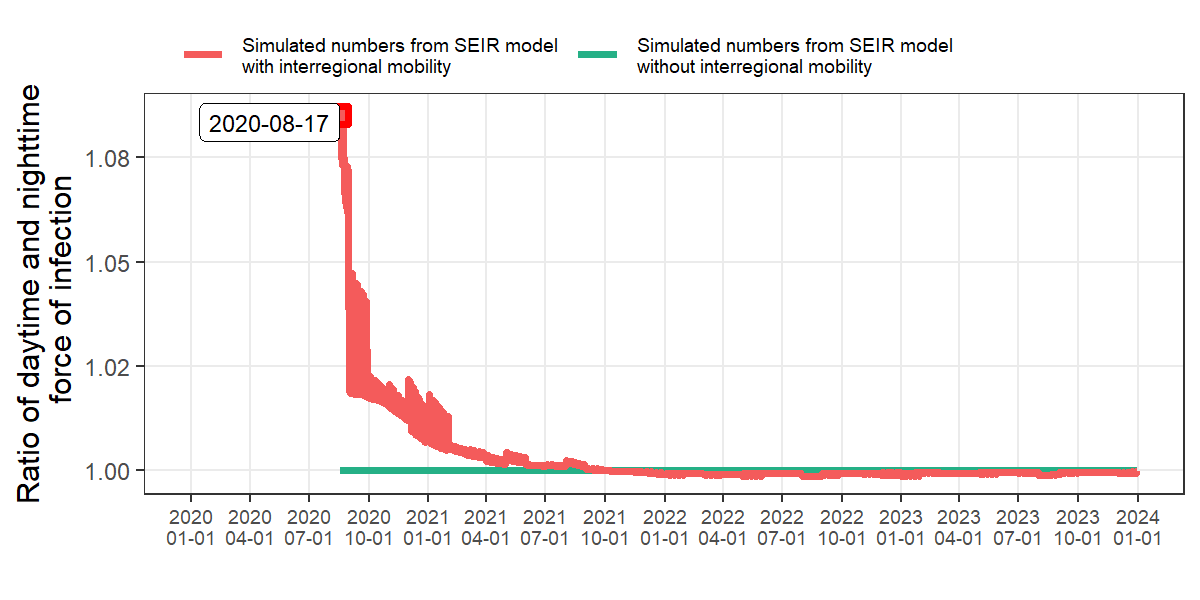 Simulated numbers from SEIR model
with interregional mobility
Simulated numbers from SEIR model
without interregional mobility
Ratio of daytime and nighttime
force of infection
2020-08-17
1.08
1.05
1.02
1.00
2020 2020 2020 2020 2021 2021 2021 2021 2022 2022 2022 2022 2023 2023 2023 2023 2024
01-01 04-01 07-01 10-01 01-01 04-01 07-01 10-01 01-01 04-01 07-01 10-01 01-01 04-01 07-01 10-01 01-01